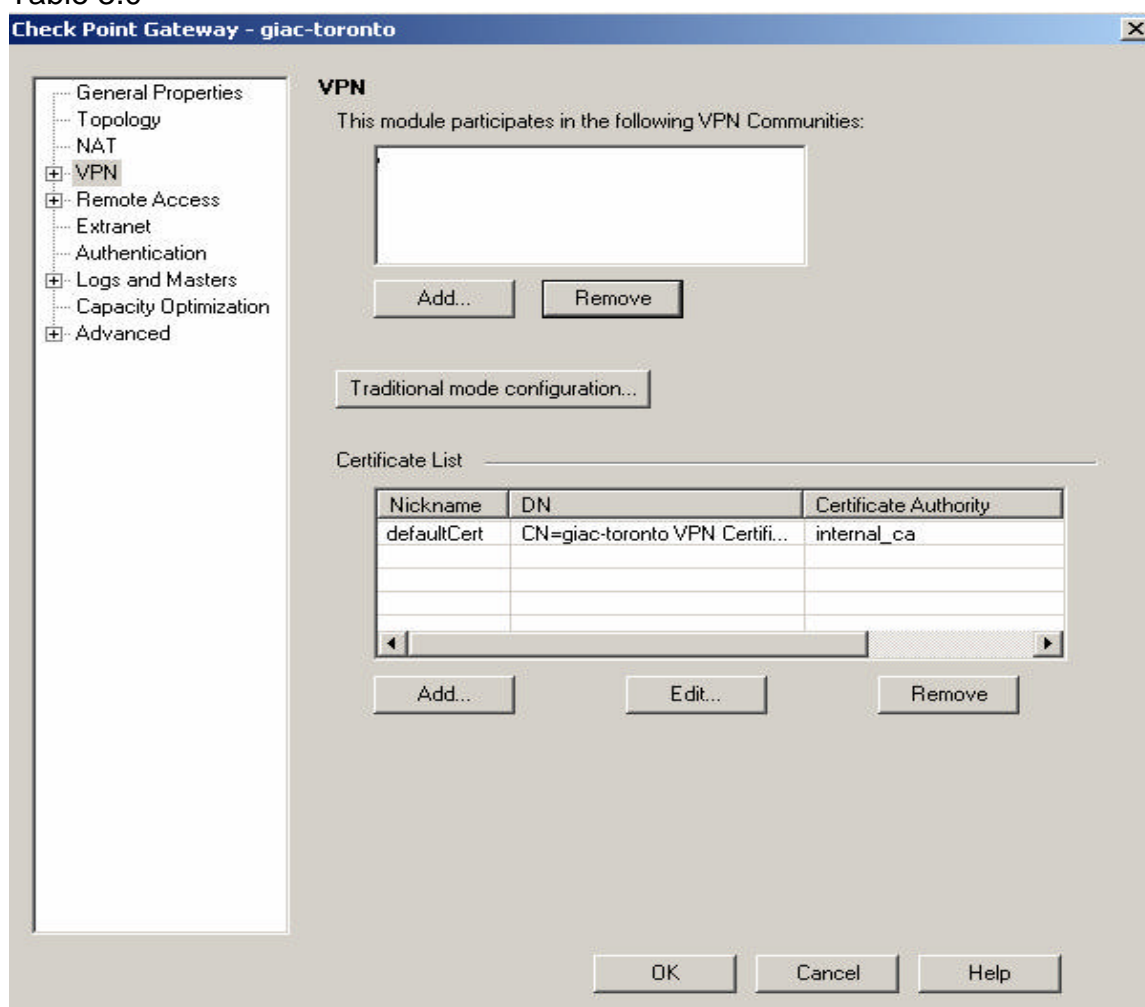 Check Point Gateway - giac-toronto
General Properties
Topology
NAT
VPN
Remote Access
Extranet
Authentication
Logs and Masters
Capacity Optimization
Advanced
VPN
This module participates in the following VPN Communities:
Add... Remove
Traditional mode configuration...
Certificate List
Nickname DN Certificate Authority
defaultCert CN=giac-toronto VPN Certifi... internal_ca
Add... Edit... Remove
OK Cancel Help